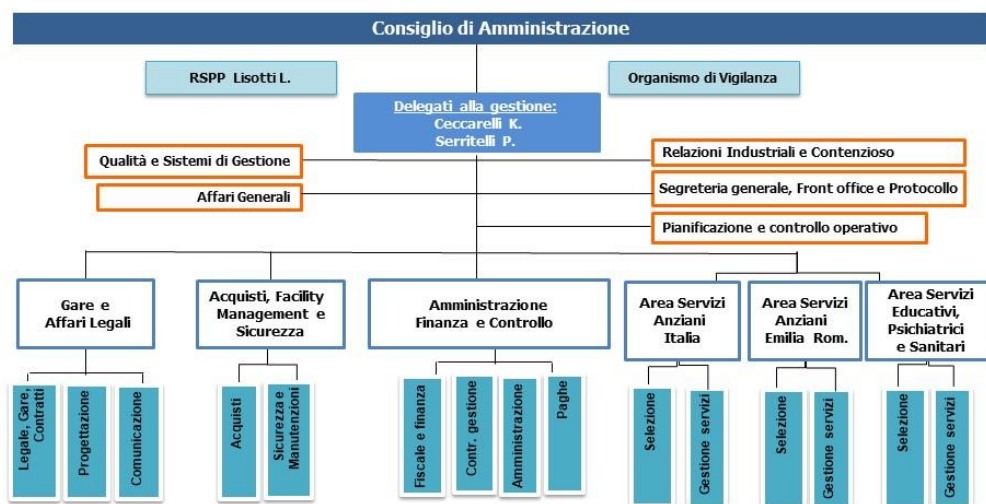 Consiglio di Amministrazione
RSPP Lisotti L.
Organismo di Vigilanza
Delegati alla gestione:
Ceccarelli K.
Serritelli P.
Qualità e Sistemi di Gestione
Relazioni Industriali e Contenzioso
Affari Generali
Segreteria generale, Front office e Protocollo
Pianificazione e controllo operativo
Gare e
Affari Legali
Acquisti, Facility
Management e
Sicurezza
Amministrazione
Finanza e Controllo
Area Servizi
Anziani
Italia
Area Servizi
Anziani
Emilia Rom.
Area Servizi
Educativi,
Psichiatrici
e Sanitari
Legale, Gare,
Contratti
Progettazione
Comunicazione
Acquisti
Sicurezza e
Manutenzioni
Fiscale e finanza
Contr. gestione
Amministrazione
Paghe
Selezione
Gestione servizi
Selezione
Gestione servizi
Selezione
Gestione servizi